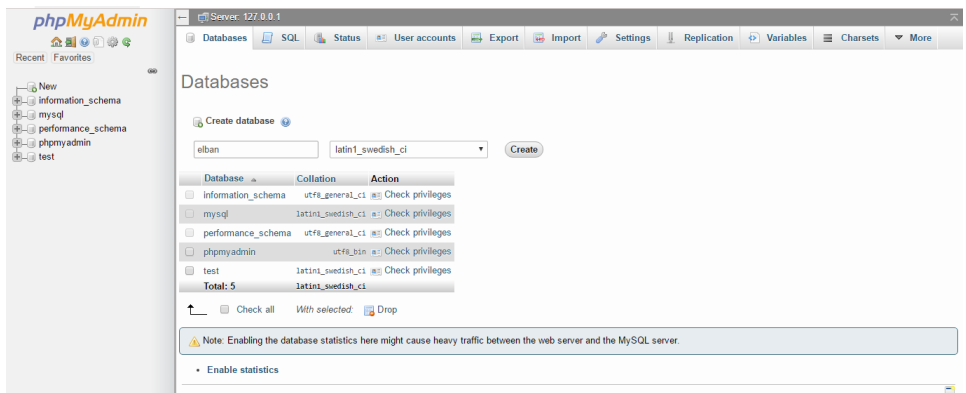 phpMyAdmin
Recent Favorites
New
information_schema
mysql
performance_schema
phpmyadmin
test
Server: 127.0.0.1
Databases SQL Status User accounts Export Import Settings Replication Variables Charsets More
Databases
Create database
elban latin1_swedish_ci Create
Database Collation Action
information_schema utf8_general_ci Check privileges
mysql latin1_swedish_ci Check privileges
performance_schema utf8_general_ci Check privileges
phpmyadmin utf8_bin Check privileges
test latin1_swedish_ci Check privileges
Total: 5 latin1_swedish_ci
Check all With selected: Drop
Note: Enabling the database statistics here might cause heavy traffic between the web server and the MySQL server.
Enable statistics